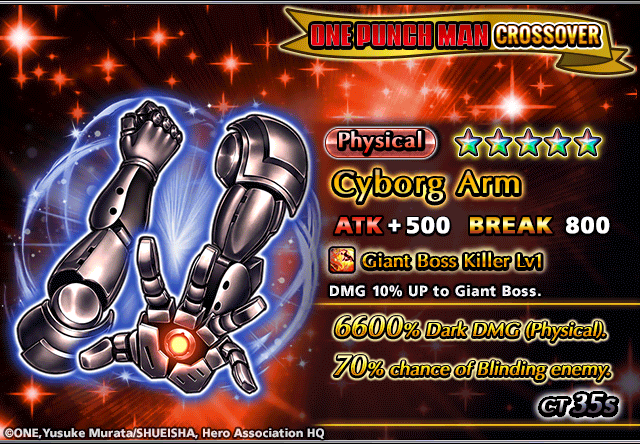 ONE PUNCH MAN CROSSOVER
Physical
Cyborg Arm
ATK +500 BREAK 800
Giant Boss Killer Lv1
DMG 10% UP to Giant Boss.
6600% Dark DMG (Physical).
70% chance of Blinding enemy.
CT 35s
©ONE,Yusuke Murata/SHUEISHA, Hero Association HQ